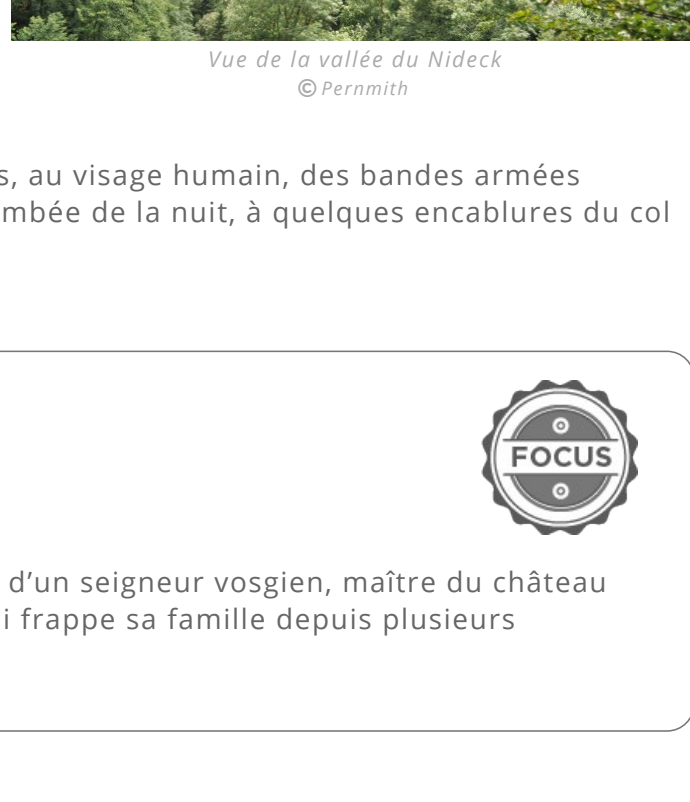 Vue de la vallée du Nideck
© Pernmith
s, au visage humain, des bandes armées
mbée de la nuit, à quelques encablures du col
FOCUS
d’un seigneur vosgien, maître du château
i frappe sa famille depuis plusieurs